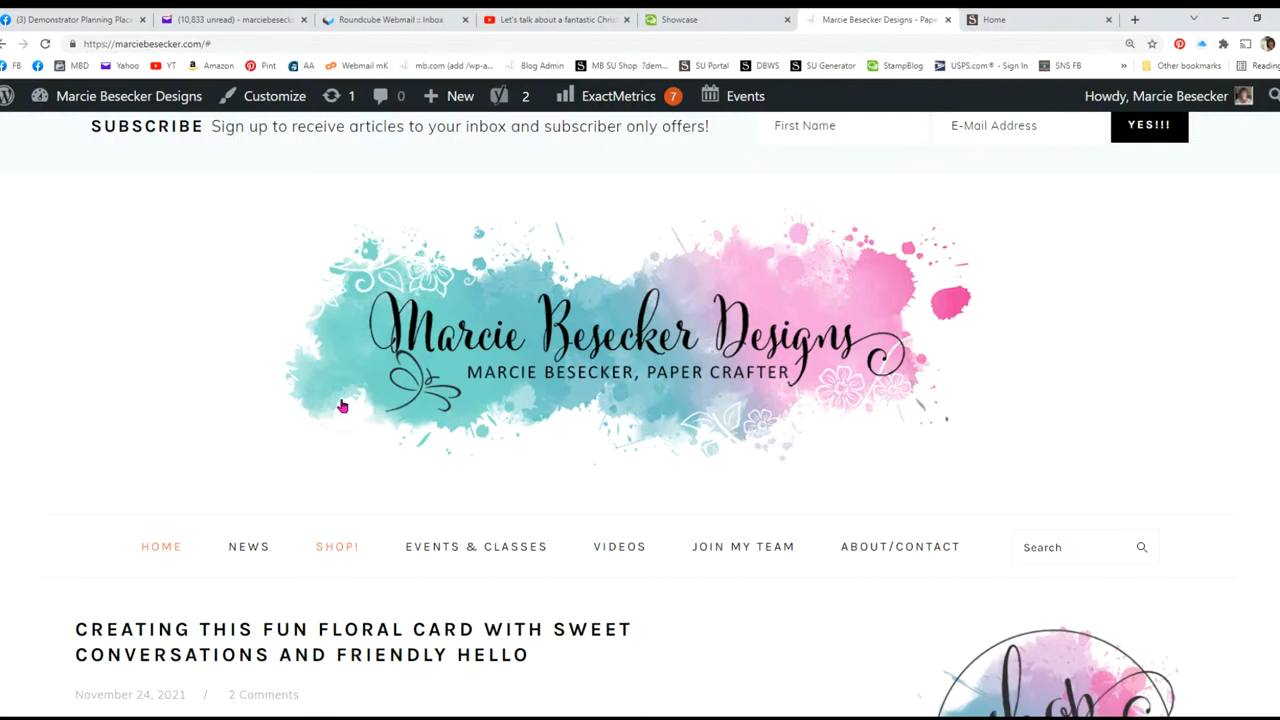 (3) Demonstrator Planning Place
(10,833 unread) - marciebeseck
Roundcube Webmail :: Inbox
Let's talk about a fantastic Chris
Showcase
Marcie Besecker Designs - Pape
Home
https://marciebesecker.com/#
FB
MBD
Yahoo
YT
Amazon
Pint
AA
Webmail mK
mb.com (add /wp-a...
Blog Admin
MB SU Shop ?dem...
SU Portal
DBWS
SU Generator
StampBlog
USPS.com® - Sign In
SNS FB
»
Other bookmarks
Reading
Marcie Besecker Designs
Customize
1
0
New
2
ExactMetrics 7
Events
Howdy, Marcie Besecker
SUBSCRIBE Sign up to receive articles to your inbox and subscriber only offers!
First Name
E-Mail Address
YES!!!
Marcie Besecker Designs
MARCIE BESECKER, PAPER CRAFTER
HOME
NEWS
SHOP!
EVENTS & CLASSES
VIDEOS
JOIN MY TEAM
ABOUT/CONTACT
Search
CREATING THIS FUN FLORAL CARD WITH SWEET
CONVERSATIONS AND FRIENDLY HELLO
November 24, 2021 / 2 Comments
shop